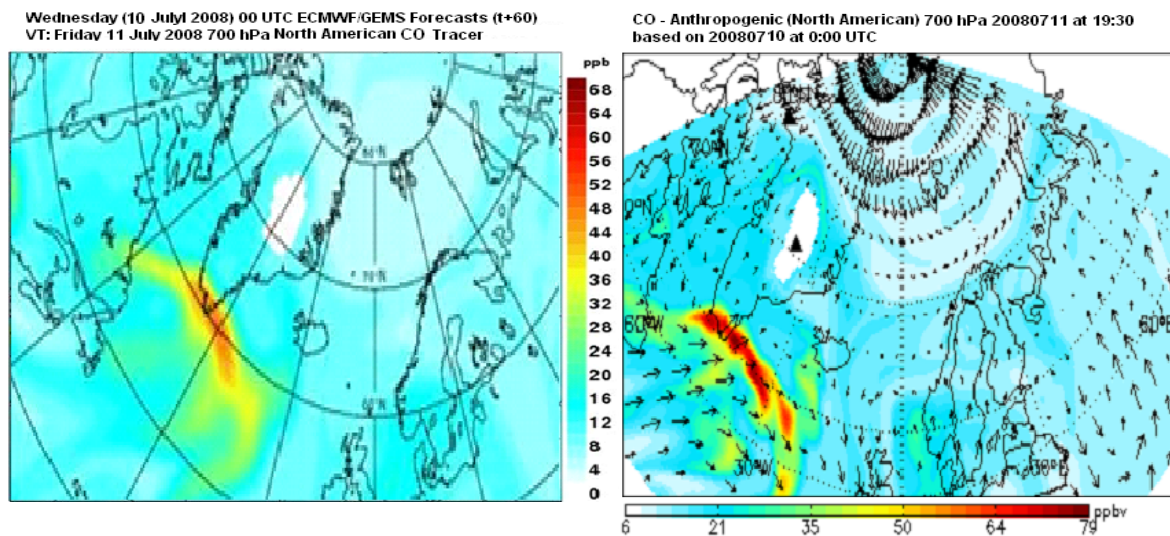 Wednesday (10 Julyl 2008) 00 UTC ECMWF/GEMS Forecasts (t+60)
VT: Friday 11 July 2008 700 hPa North American CO Tracer
ppb
68
64
60
56
52
48
44
40
36
32
28
24
20
16
12
8
4
0
CO - Anthropogenic (North American) 700 hPa 20080711 at 19:30
based on 20080710 at 0:00 UTC
70°N
60°W
30°W
6 21 35 50 64 79 ppbv